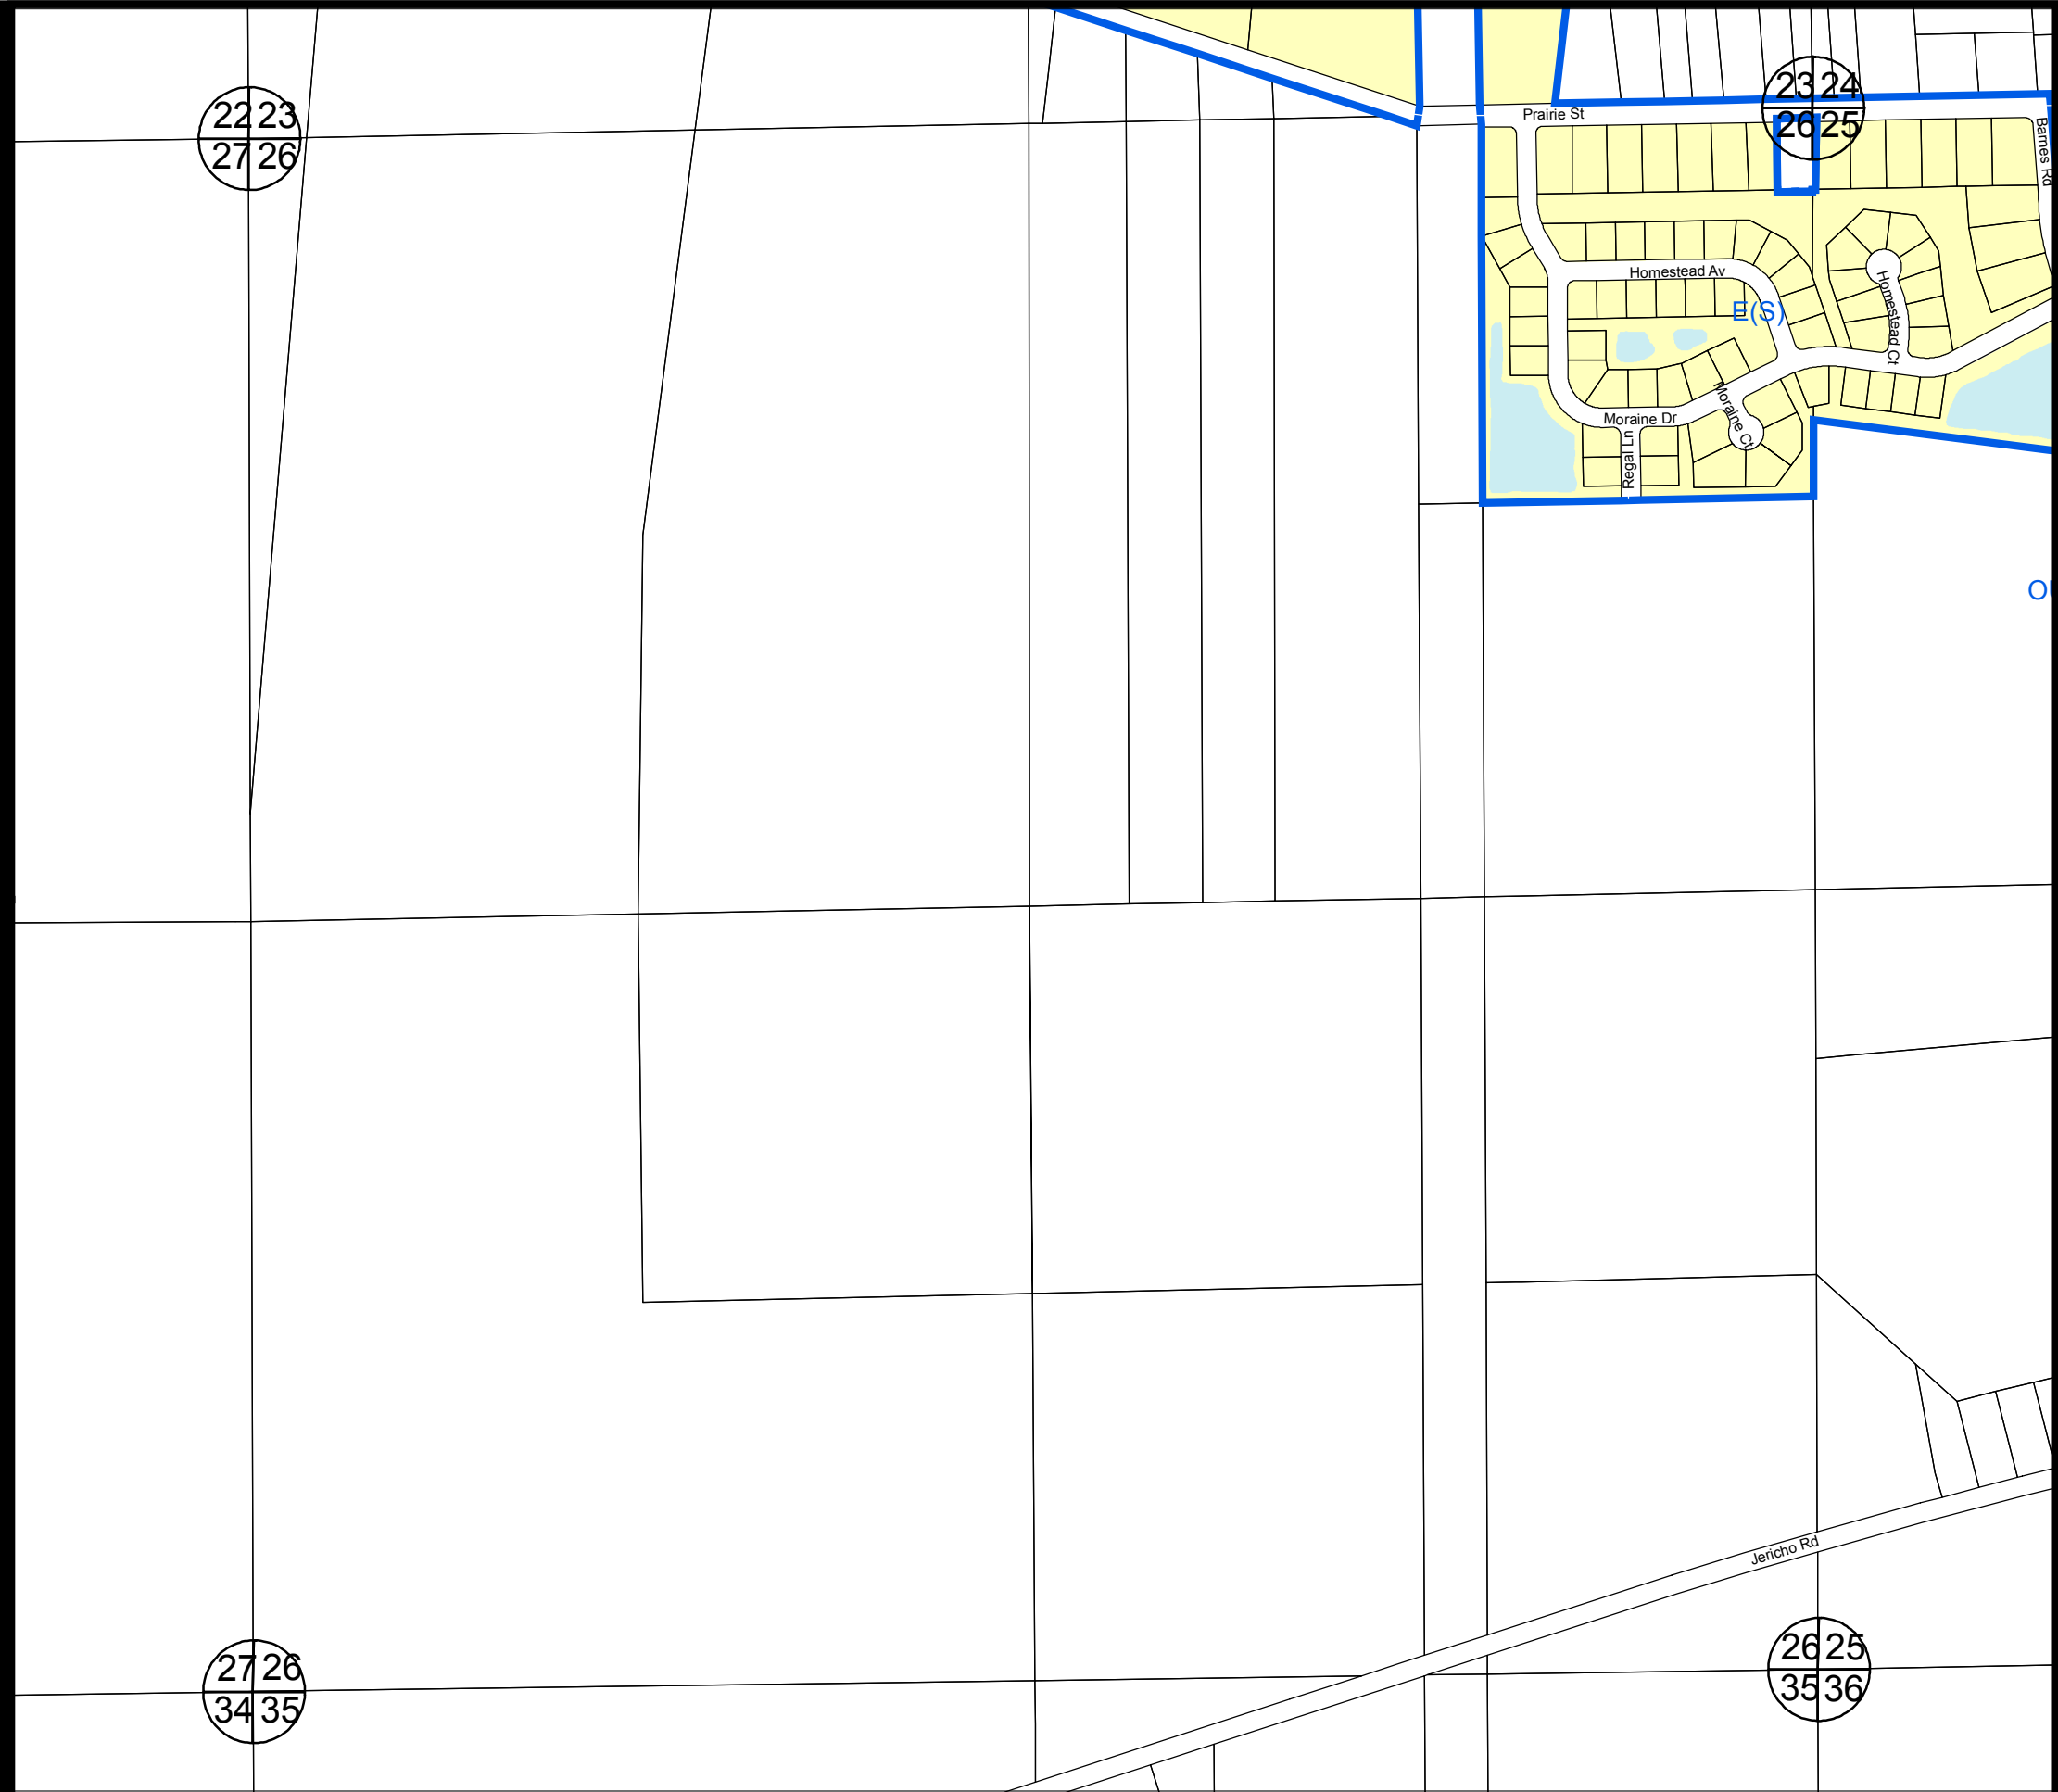 22 23
27 26
23 24
26 25
Prairie St
Barnes Rd
Homestead Av
E(S)
Homestead Ct
Moraine Dr
Moraine Ct
Regal Ln
Jericho Rd
27 26
34 35
26 25
35 36